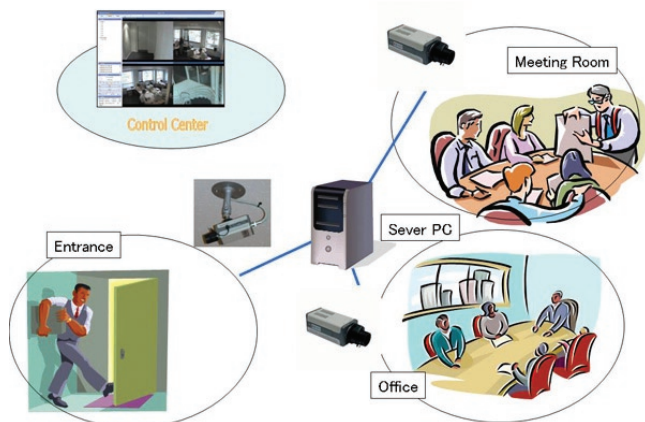 Meeting Room
Control Center
Sever PC
Entrance
Office